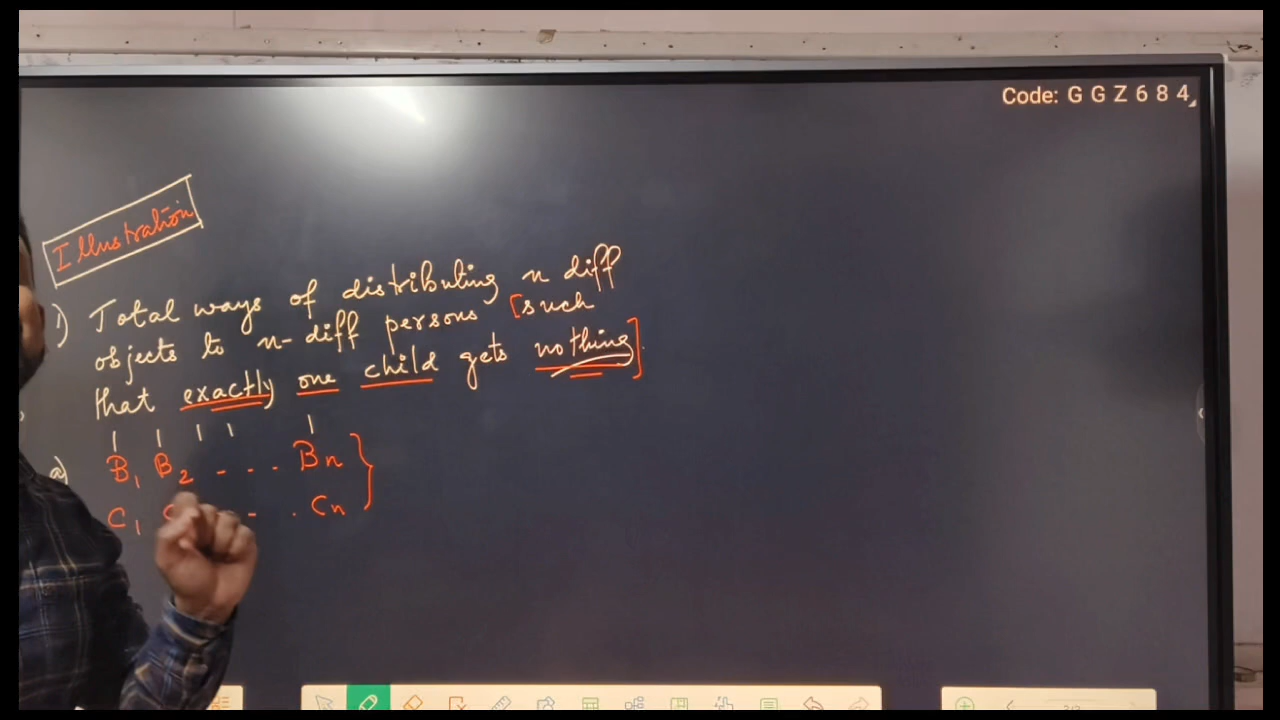 Code: G G Z 6 8 4
Illustration
1) Total ways of distributing n diff
objects to n-diff persons [such
that exactly one child gets nothing].
a) B1 B2 - - - Bn }
C1 C - . Cn